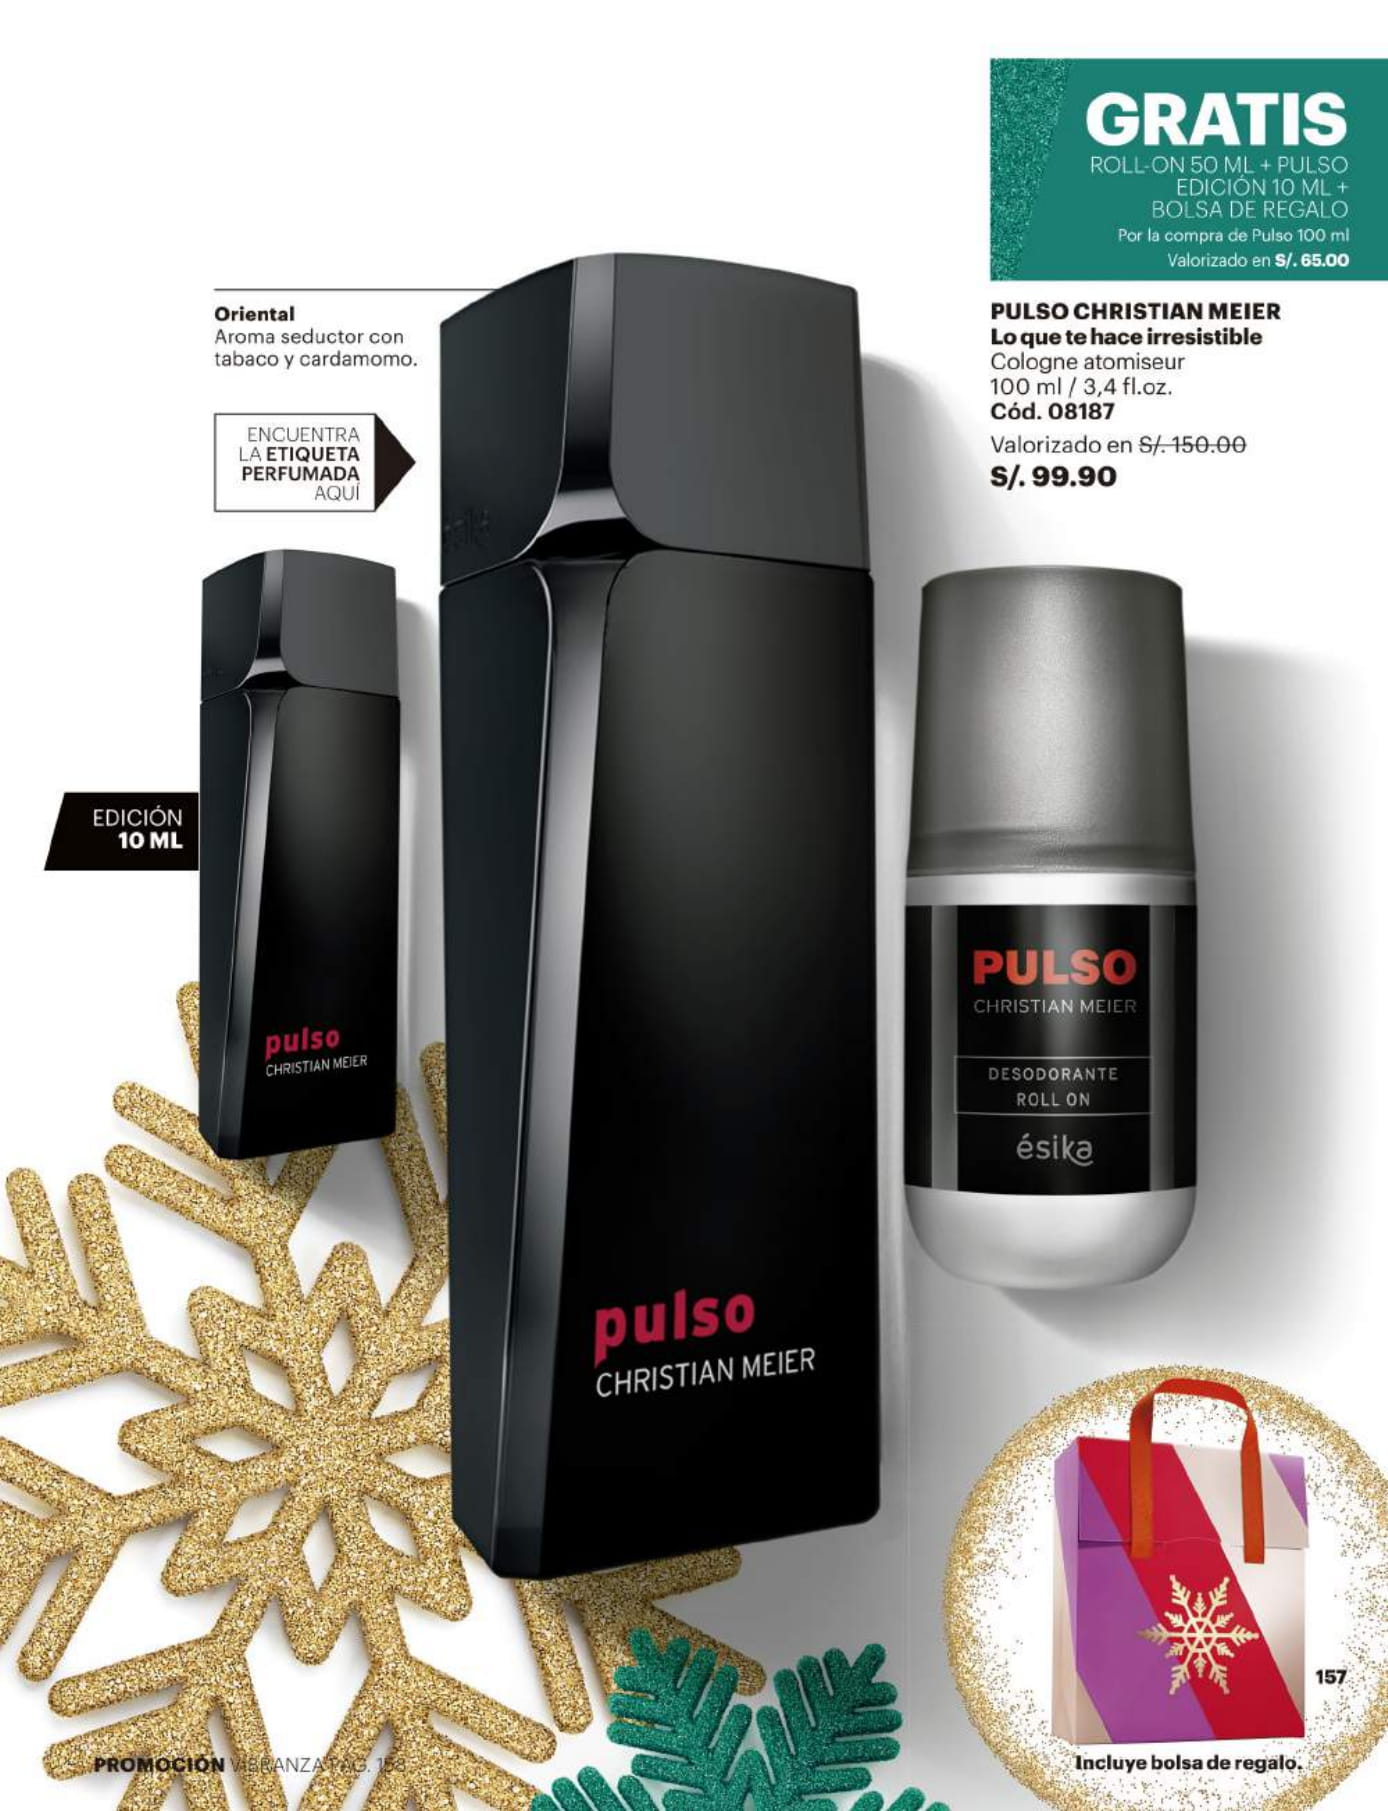 GRATIS
ROLL-ON 50 ML + PULSO
EDICIÓN 10 ML +
BOLSA DE REGALO
Por la compra de Pulso 100 ml
Valorizado en S/. 65.00
Oriental
Aroma seductor con
tabaco y cardamomo.
ENCUENTRA
LA ETIQUETA
PERFUMADA
AQUÍ
PULSO CHRISTIAN MEIER
Lo que te hace irresistible
Cologne atomiseur
100 ml / 3,4 fl.oz.
Cód. 08187
Valorizado en S/. 150.00
S/. 99.90
ésika
EDICIÓN
10 ML
pulso
CHRISTIAN MEIER
pulso
CHRISTIAN MEIER
PULSO
CHRISTIAN MEIER
DESODORANTE
ROLL ON
ésika
157
Incluye bolsa de regalo.
PROMOCIÓN VIBRANZA PÁG. 158